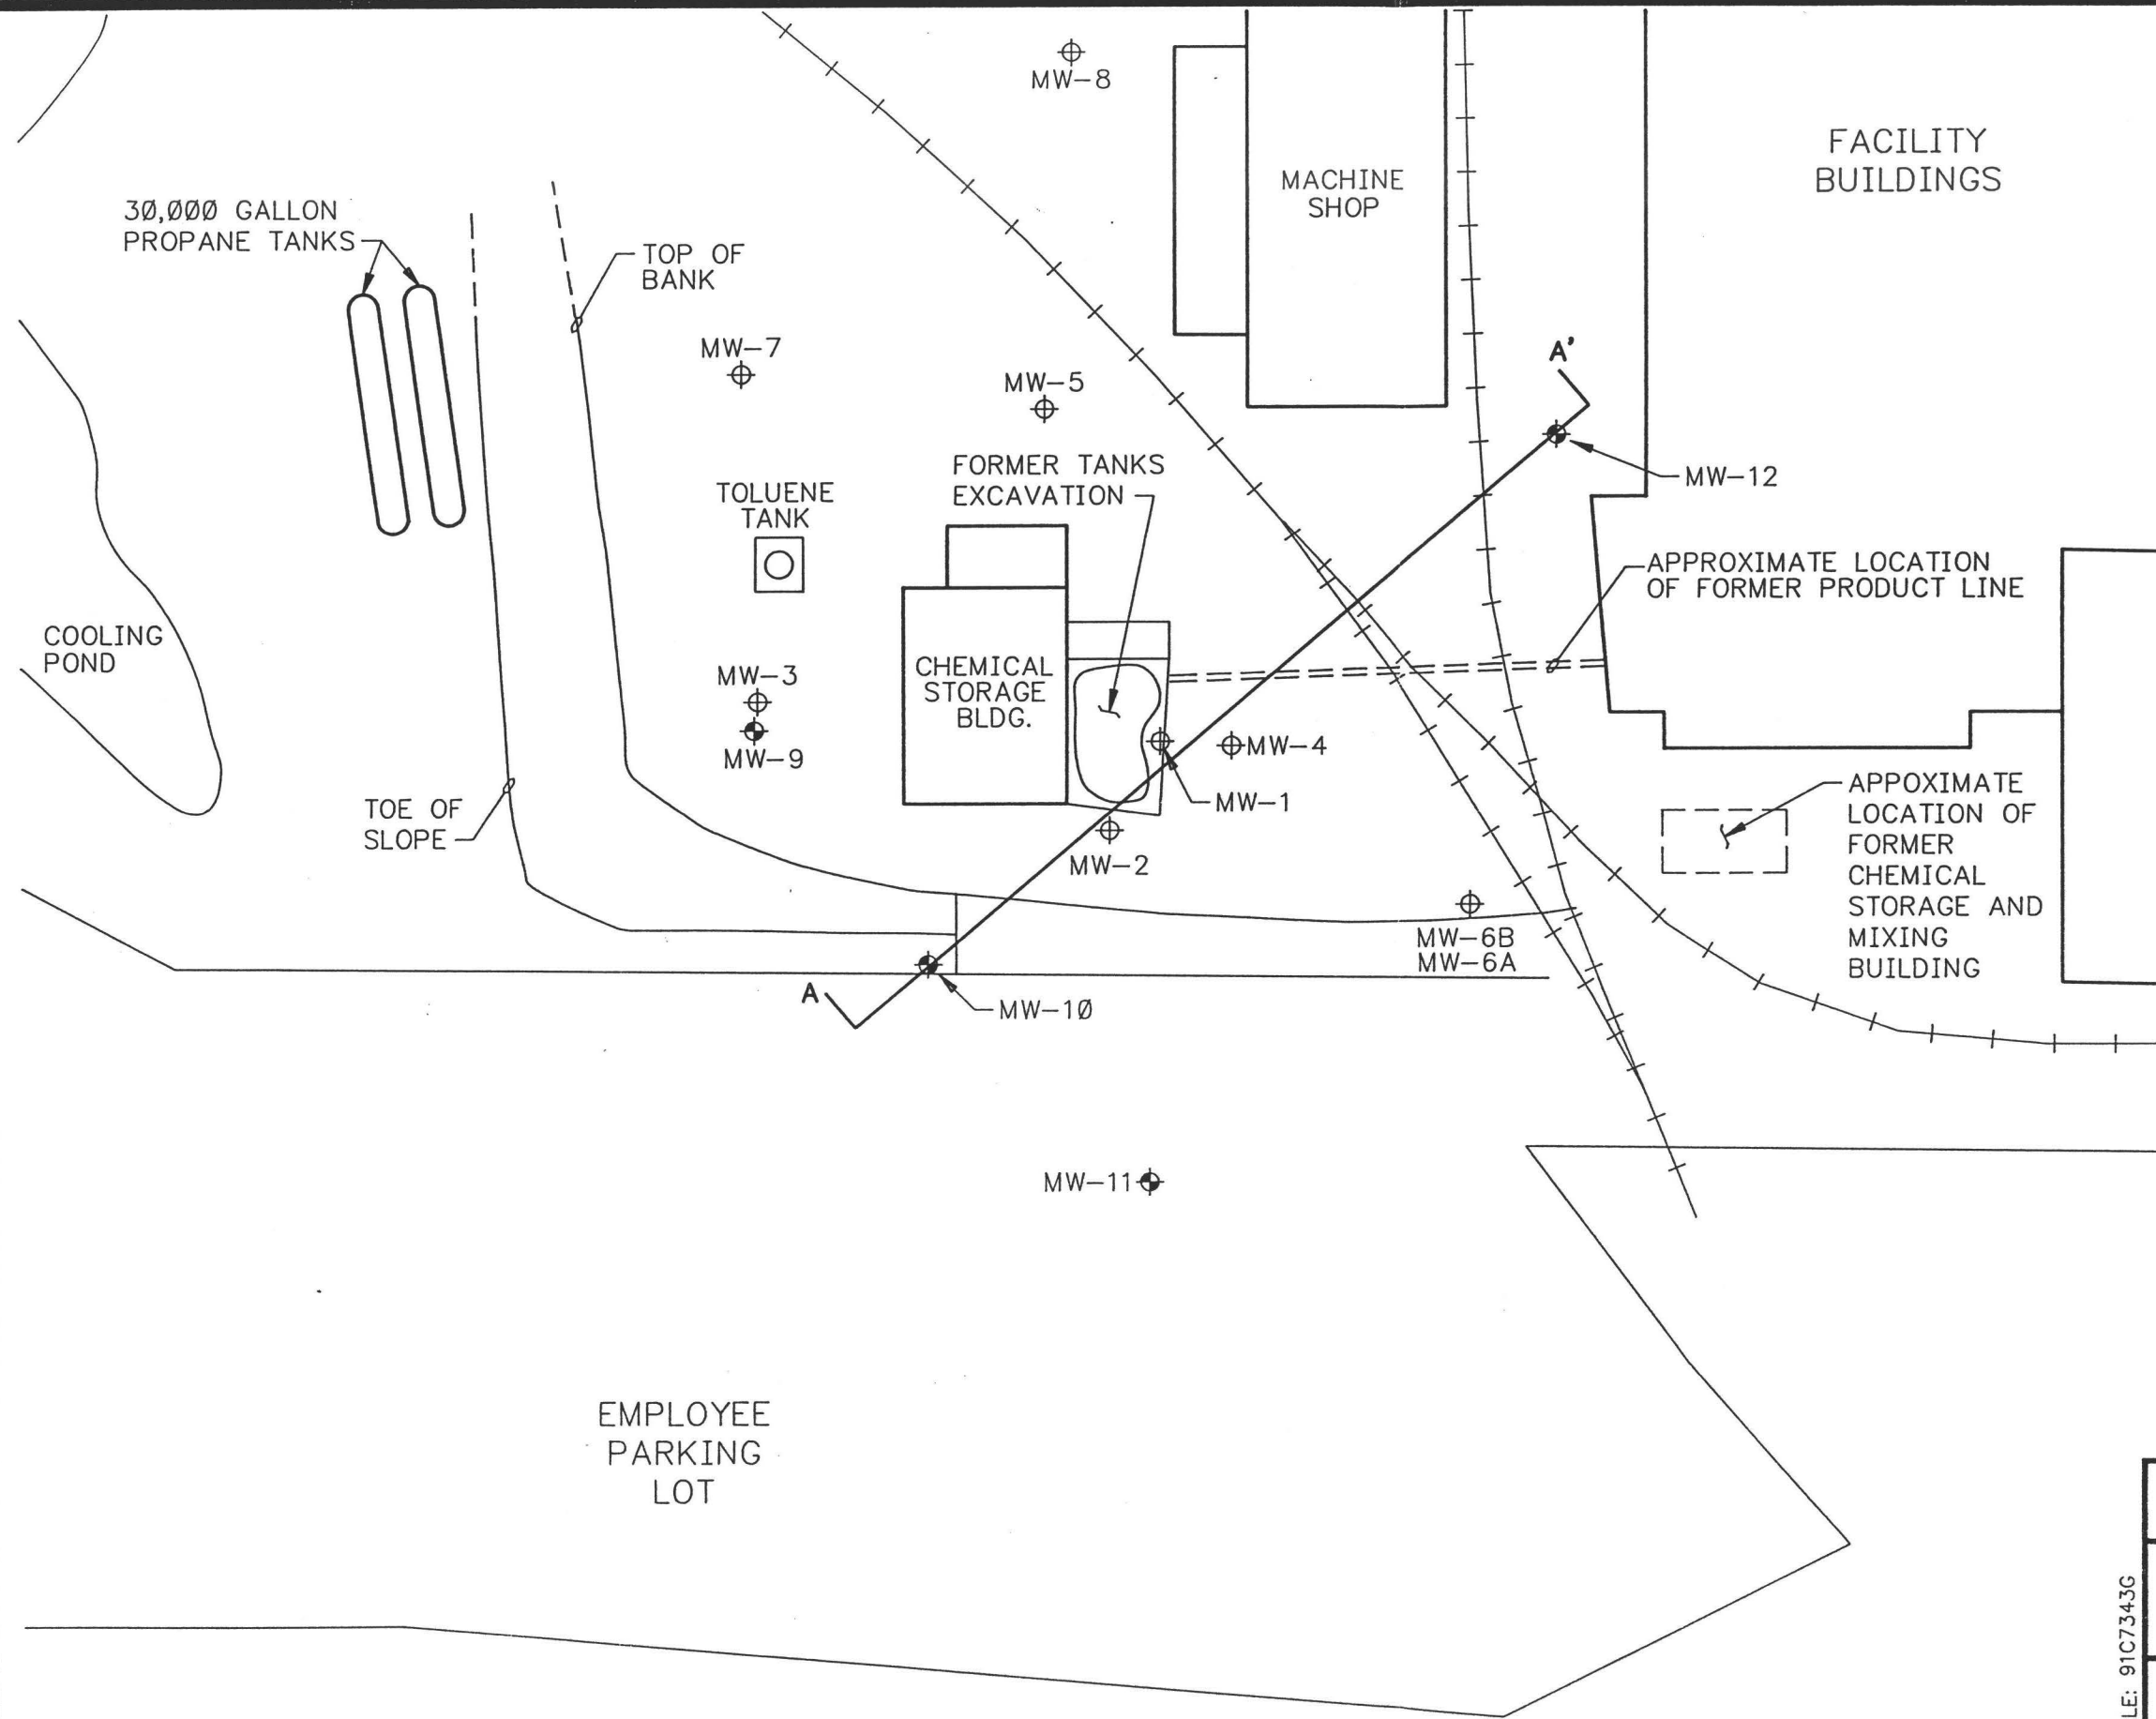 MW-8
FACILITY
BUILDINGS
MACHINE
SHOP
30,000 GALLON
PROPANE TANKS
TOP OF
BANK
MW-7
MW-5
A'
FORMER TANKS
EXCAVATION
MW-12
TOLUENE
TANK
APPROXIMATE LOCATION
OF FORMER PRODUCT LINE
COOLING
POND
CHEMICAL
STORAGE
BLDG.
MW-3
MW-9
MW-4
MW-1
TOE OF
SLOPE
MW-2
APPOXIMATE
LOCATION OF
FORMER
CHEMICAL
STORAGE AND
MIXING
BUILDING
MW-6B
MW-6A
A
MW-10
MW-11
EMPLOYEE
PARKING
LOT
LE: 91C7343G